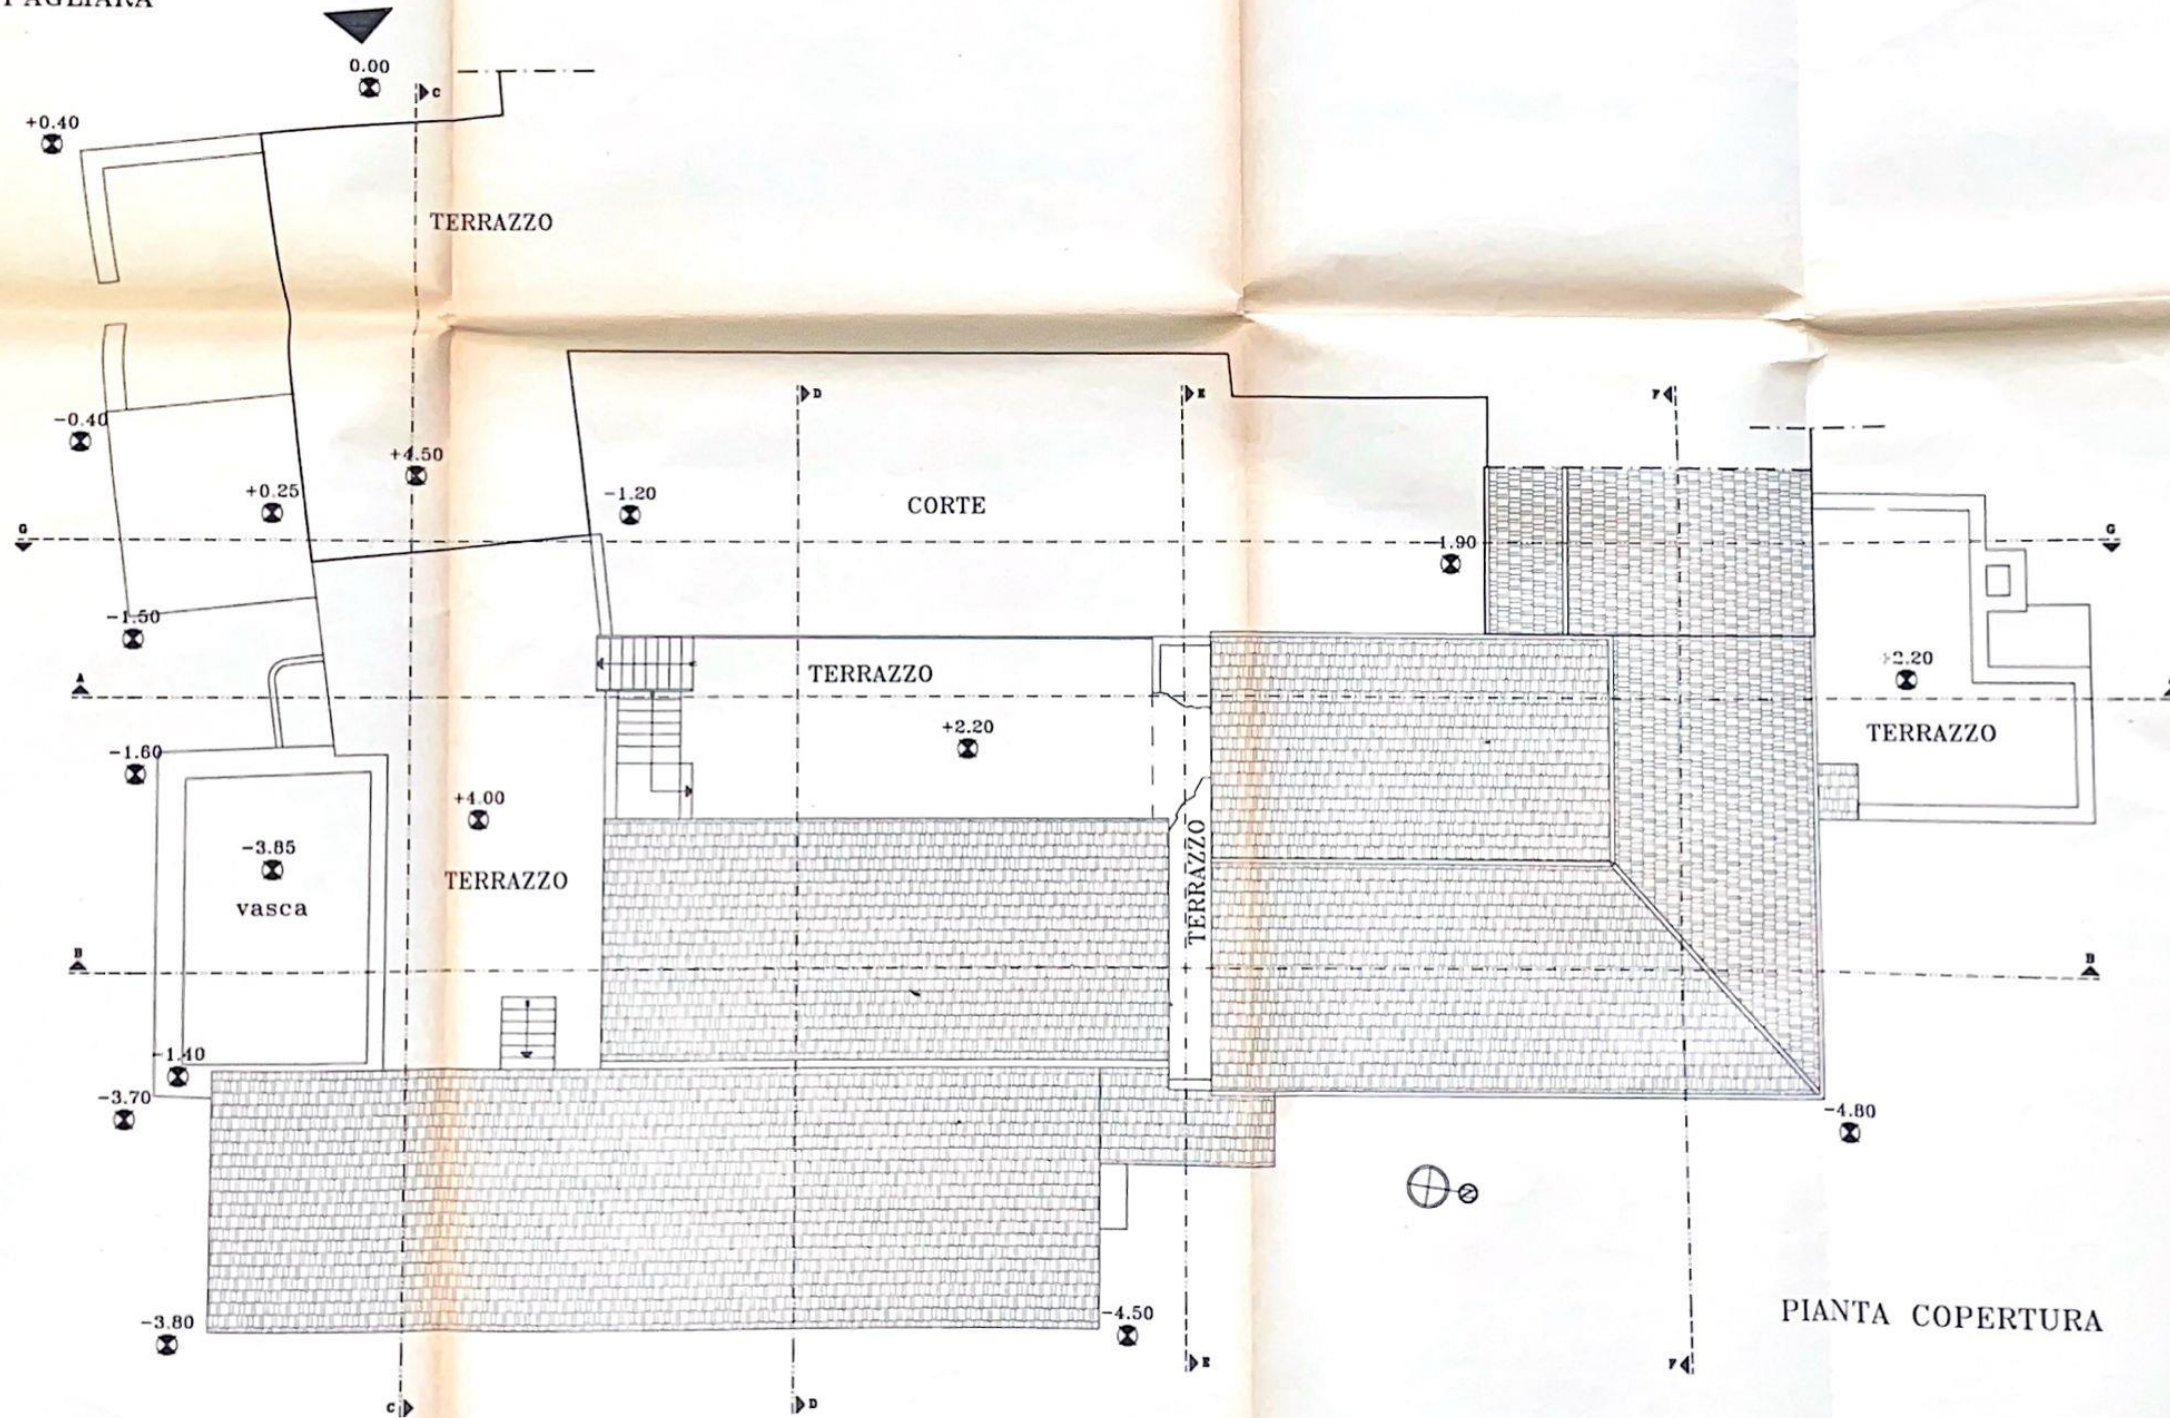 PAGLIARA
0.00
C
+0.40
TERRAZZO
D
E
F
-0.40
+4.50
+0.25
-1.20
CORTE
G
G
1.90
-1.50
TERRAZZO
2.20
A
+2.20
TERRAZZO
-1.60
+4.00
-3.85
TERRAZZO
TERRAZZO
vasca
B
B
-1.40
-3.70
-4.80
N
-3.80
-4.50
PIANTA COPERTURA
E
F
C
D